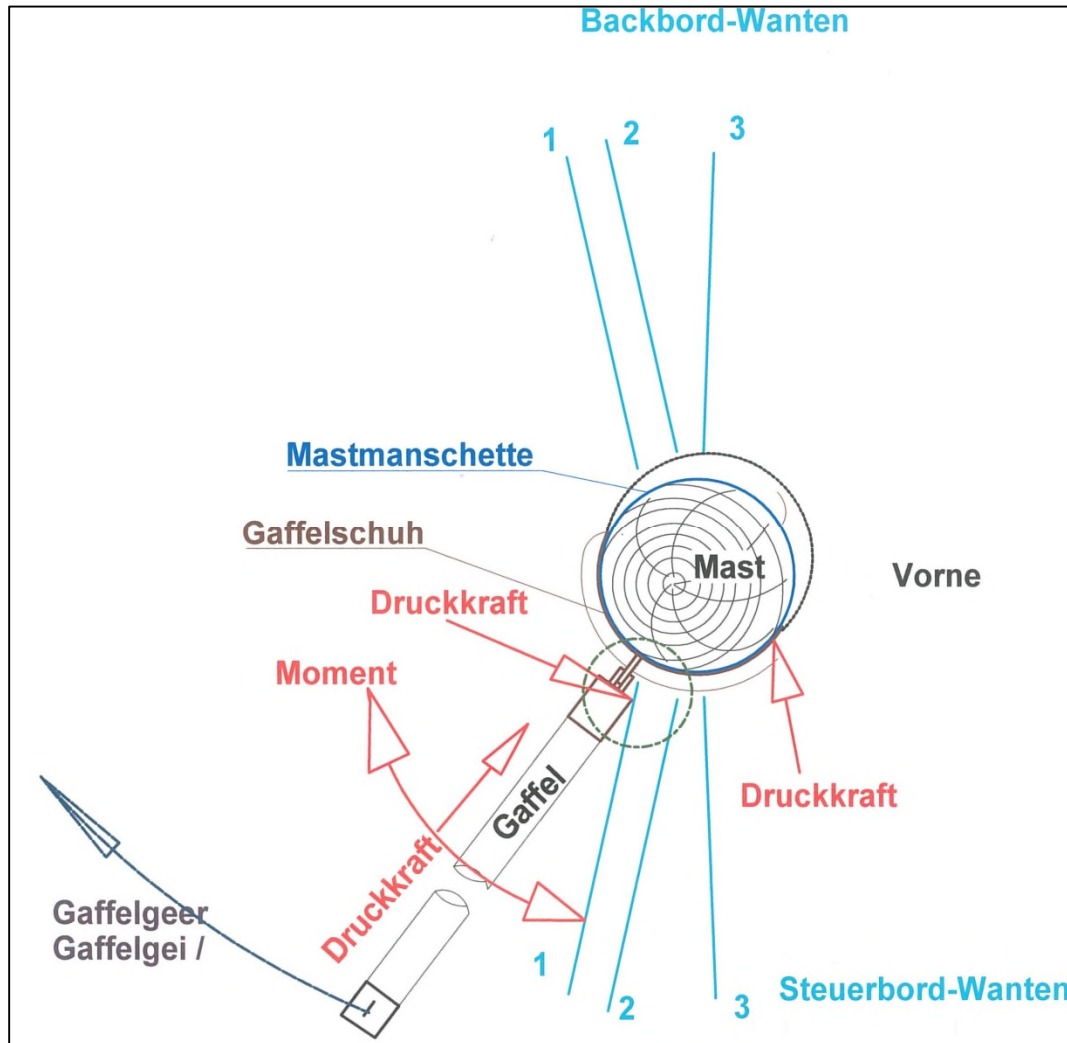 Backbord-Wanten
1
2
3
Mastmanschette
Gaffelschuh
Mast
Vorne
Druckkraft
Moment
Druckkraft
Gaffel
Druckkraft
Gaffelgeer
Gaffelgei /
1
2
3
Steuerbord-Wanten